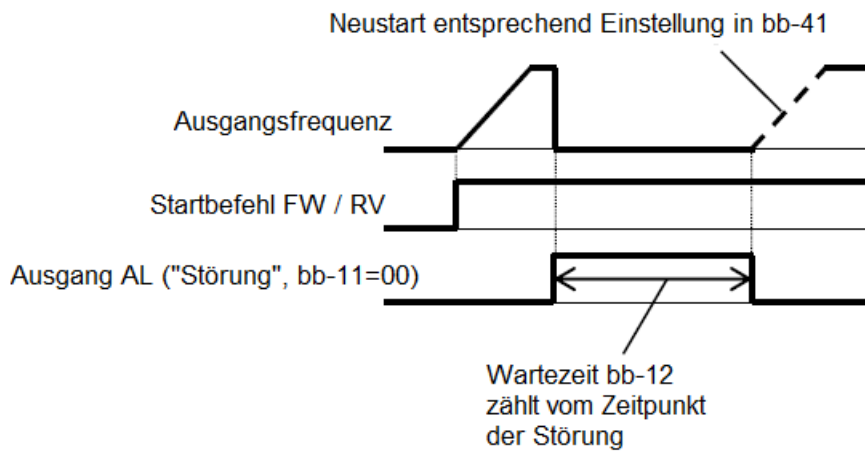 Neustart entsprechend Einstellung in bb-41
Ausgangsfrequenz
Startbefehl FW / RV
Ausgang AL ("Störung", bb-11=00)
Wartezeit bb-12
zählt vom Zeitpunkt
der Störung